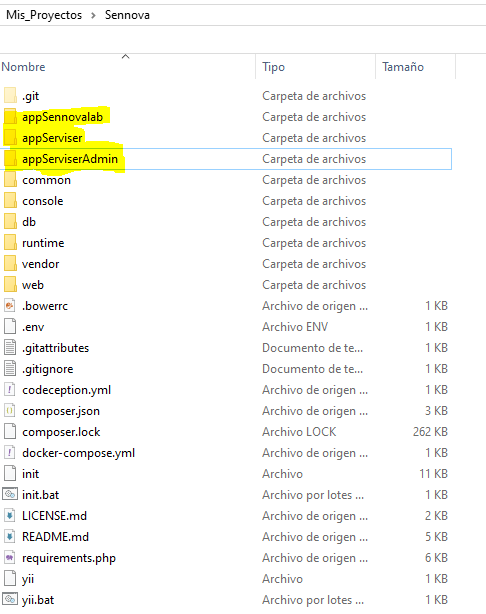 Mis_Proyectos > Sennova
Nombre Tipo Tamaño
.git Carpeta de archivos
appSennovalab Carpeta de archivos
appServiser Carpeta de archivos
appServiserAdmin Carpeta de archivos
common Carpeta de archivos
console Carpeta de archivos
db Carpeta de archivos
runtime Carpeta de archivos
vendor Carpeta de archivos
web Carpeta de archivos
.bowerrc Archivo de origen ... 1 KB
.env Archivo ENV 1 KB
.gitattributes Documento de te... 1 KB
.gitignore Documento de te... 1 KB
codeception.yml Archivo de origen ... 1 KB
composer.json Archivo de origen ... 3 KB
composer.lock Archivo LOCK 262 KB
docker-compose.yml Archivo de origen ... 1 KB
init Archivo 11 KB
init.bat Archivo por lotes ... 1 KB
LICENSE.md Archivo de origen ... 2 KB
README.md Archivo de origen ... 5 KB
requirements.php Archivo de origen ... 6 KB
yii Archivo 1 KB
yii.bat Archivo por lotes ... 1 KB